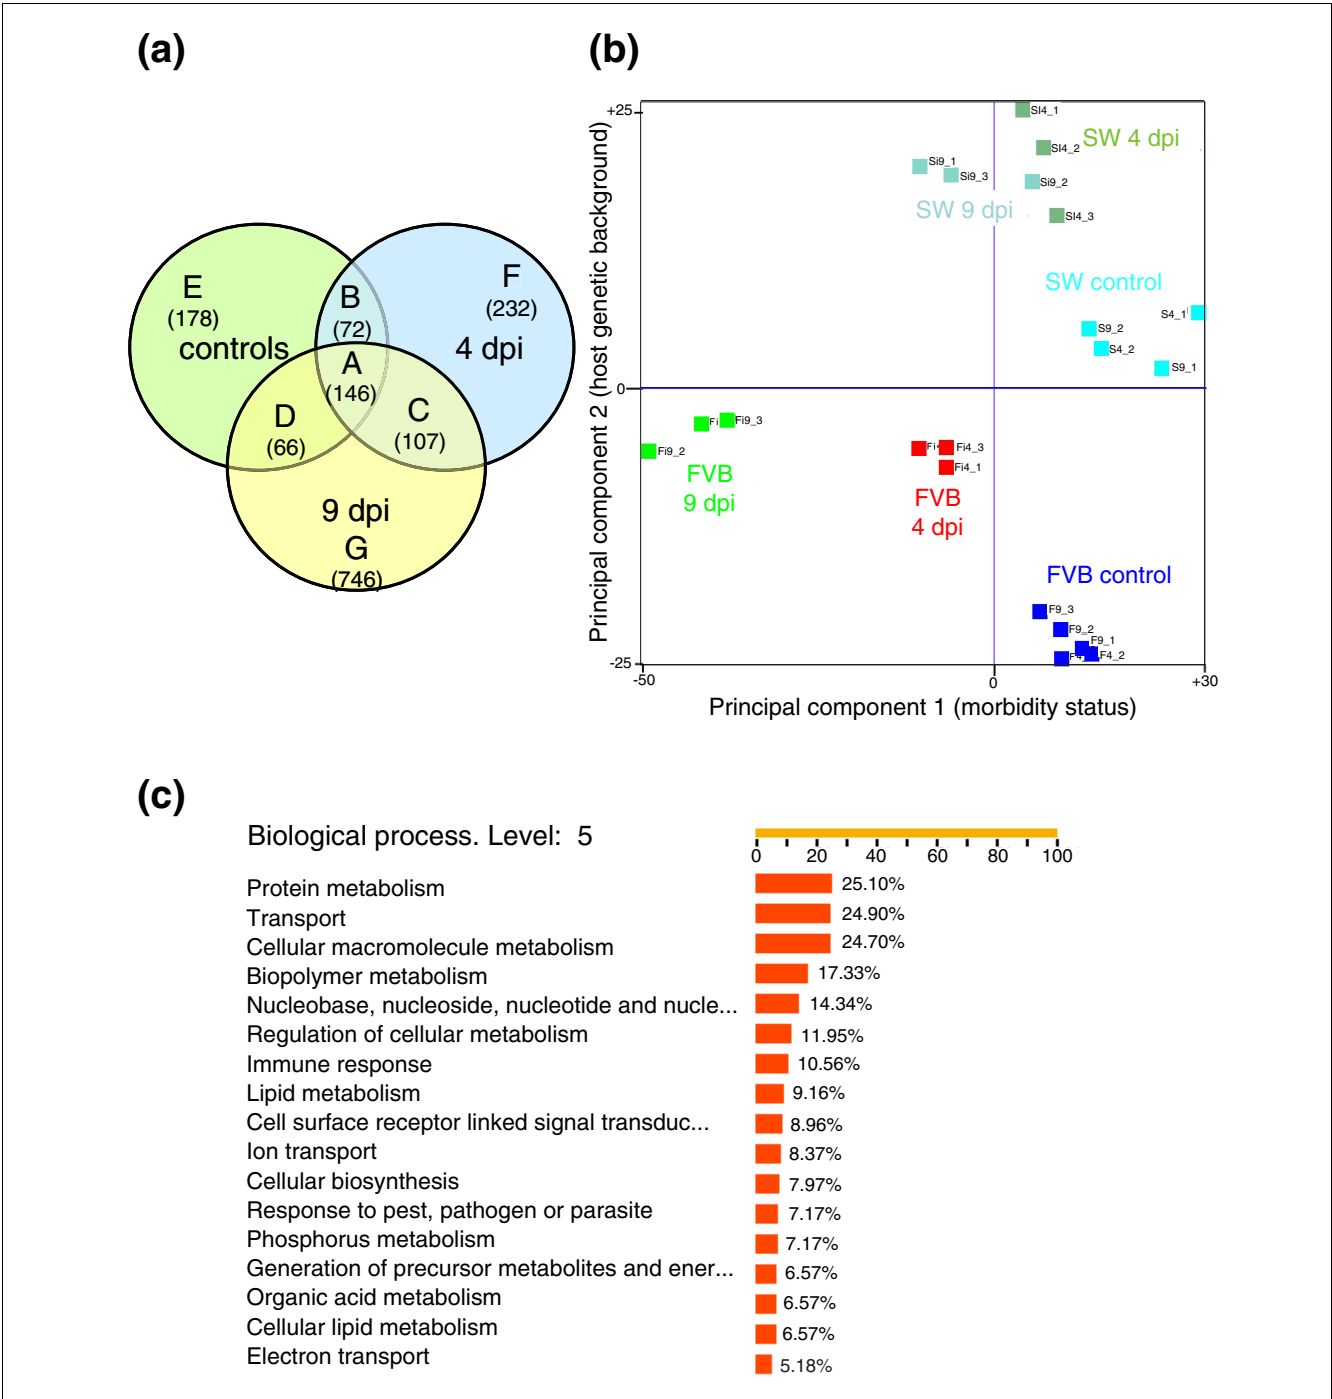 (a)
E
(178)
controls
B
(72)
F
(232)
4 dpi
A
(146)
D
(66)
C
(107)
9 dpi
G
(746)
(b)
Principal component 2 (host genetic background)
+25
0
-25
-50
0
+30
Principal component 1 (morbidity status)
SI4_1
SI4_2
SW 4 dpi
Si9_1
Si9_3
Si9_2
SW 9 dpi
SI4_3
SW control
S4_1
S9_2
S4_2
S9_1
Fi9_3
Fi9_2
FVB
9 dpi
Fi4_3
Fi4_1
FVB
4 dpi
FVB control
F9_3
F9_2
F9_1
F4_2
(c)
Biological process. Level: 5
0 20 40 60 80 100
Protein metabolism 25.10%
Transport 24.90%
Cellular macromolecule metabolism 24.70%
Biopolymer metabolism 17.33%
Nucleobase, nucleoside, nucleotide and nucle... 14.34%
Regulation of cellular metabolism 11.95%
Immune response 10.56%
Lipid metabolism 9.16%
Cell surface receptor linked signal transduc... 8.96%
Ion transport 8.37%
Cellular biosynthesis 7.97%
Response to pest, pathogen or parasite 7.17%
Phosphorus metabolism 7.17%
Generation of precursor metabolites and ener... 6.57%
Organic acid metabolism 6.57%
Cellular lipid metabolism 6.57%
Electron transport 5.18%